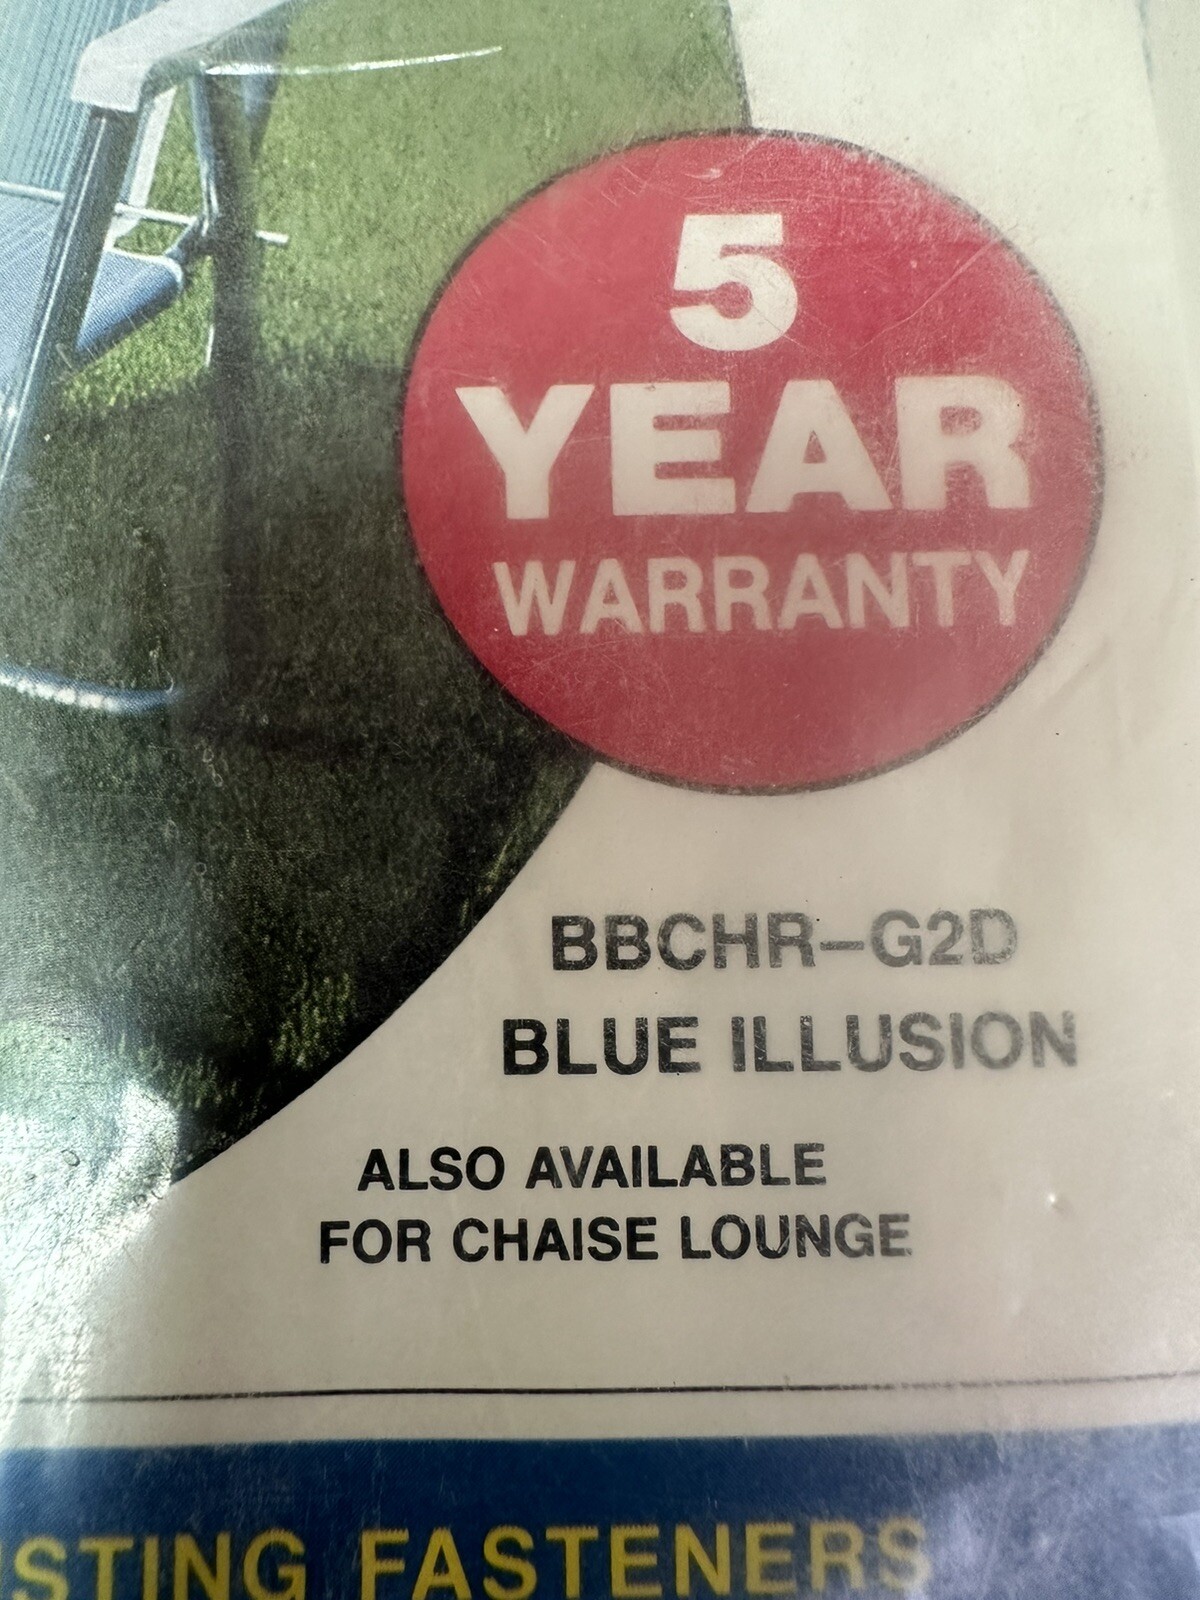 5
YEAR
WARRANTY
BBCHR-G2D
BLUE ILLUSION
ALSO AVAILABLE
FOR CHAISE LOUNGE
FASTENERS